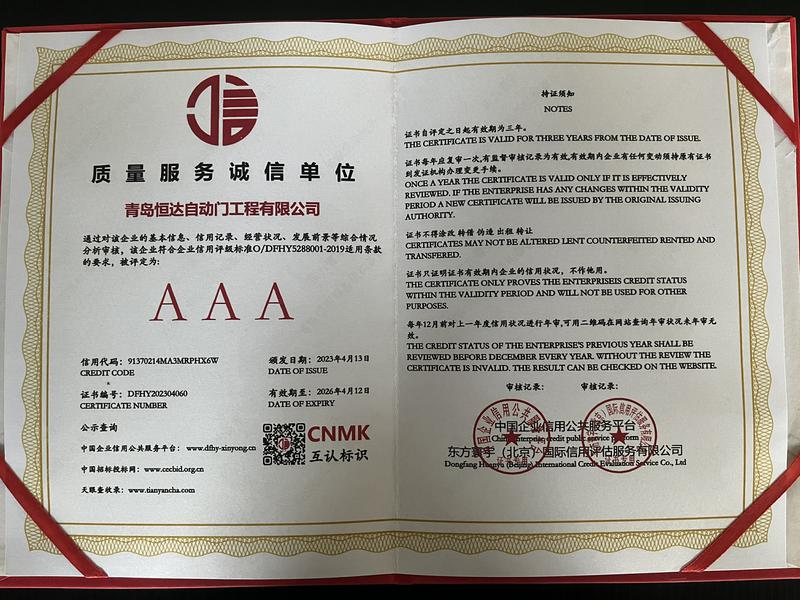 质量服务诚信单位
青岛恒达自动门工程有限公司
通过对该企业的基本信息、信用记录、经营状况、发展前景等综合情况
分析审核，该企业符合企业信用评级标准O/DFHY5288001-2019适用条款
的要求，被评定为：
AAA
信用代码：91370214MA3MRPHX6W
CREDIT CODE
颁发日期：2023年4月13日
DATE OF ISSUE
证书编号：DFHY202304060
CERTIFICATE NUMBER
有效期至：2026年4月12日
DATE OF EXPIRY
公示查询
中国企业信用公共服务平台：www.dfhy-xinyong.cn
中国招标投标网：www.cecbid.org.cn
天眼查收录：www.tianyancha.com
CNMK
互认标识
持证须知
NOTES
证书自评定之日起有效期为三年。
THE CERTIFICATE IS VALID FOR THREE YEARS FROM THE DATE OF ISSUE.
证书每年应复审一次,有监督审核记录为有效,有效期内企业有任何变动须持原有证书
到发证机构办理变更手续。
ONCE A YEAR THE CERTIFICATE IS VALID ONLY IF IT IS EFFECTIVELY
REVIEWED. IF THE ENTERPRISE HAS ANY CHANGES WITHIN THE VALIDITY
PERIOD A NEW CERTIFICATE WILL BE ISSUED BY THE ORIGINAL ISSUING
AUTHORITY.
证书不得涂改 转借 伪造 出租 转让
CERTIFICATES MAY NOT BE ALTERED LENT COUNTERFEITED RENTED AND
TRANSFERED.
证书只证明证书有效期内企业的信用状况，不作他用。
THE CERTIFICATE ONLY PROVES THE ENTERPRISEIS CREDIT STATUS
WITHIN THE VALIDITY PERIOD AND WILL NOT BE USED FOR OTHER
PURPOSES.
每年12月前对上一年度信用状况进行年审,可用二维码在网站查询年审状况未年审无
效。
THE CREDIT STATUS OF THE ENTERPRISE'S PREVIOUS YEAR SHALL BE
REVIEWED BEFORE DECEMBER EVERY YEAR. WITHOUT THE REVIEW THE
CERTIFICATE IS INVALID. THE RESULT CAN BE CHECKED ON THE WEBSITE.
审核记录： 审核记录：
中国企业信用公共服务平台
China enterprise credit public service platform
东方寰宇（北京）国际信用评估服务有限公司
Dongfang Huanyu (Beijing) International Credit Evaluation Service Co., Ltd